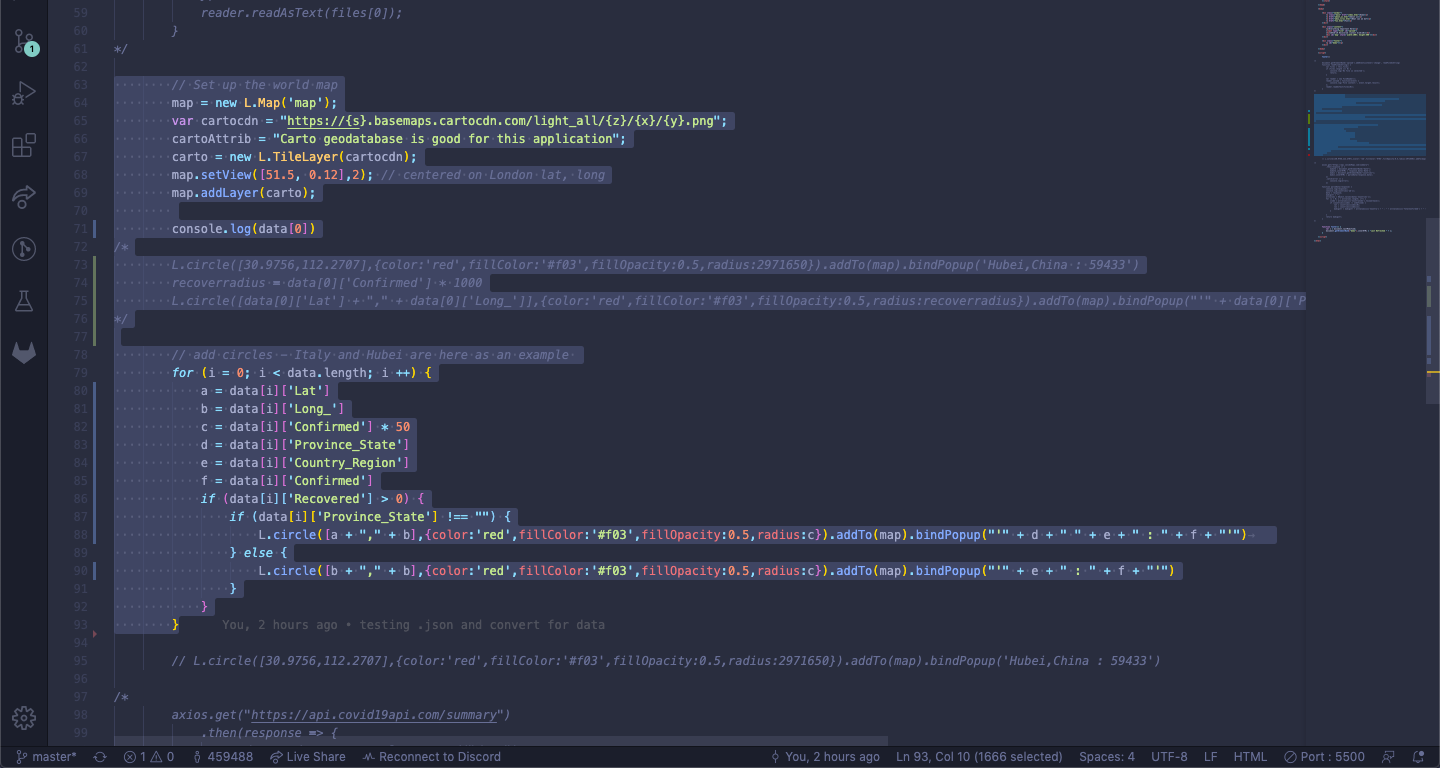 59 reader.readAsText(files[0]);
60 }
61 */
62
63 // Set up the world map
64 map = new L.Map('map');
65 var cartocdn = "https://{s}.basemaps.cartocdn.com/light_all/{z}/{x}/{y}.png";
66 cartoAttrib = "Carto geodatabase is good for this application";
67 carto = new L.TileLayer(cartocdn);
68 map.setView([51.5, 0.12],2); // centered on London lat, long
69 map.addLayer(carto);
70
71 console.log(data[0])
72 /*
73 L.circle([30.9756,112.2707],{color:'red',fillColor:'#f03',fillOpacity:0.5,radius:2971650}).addTo(map).bindPopup('Hubei,China : 59433')
74 recoverradius = data[0]['Confirmed'] * 1000
75 L.circle([data[0]['Lat'] + "," + data[0]['Long_']],{color:'red',fillColor:'#f03',fillOpacity:0.5,radius:recoverradius}).addTo(map).bindPopup("'" + data[0]['P
76 */
77
78 // add circles - Italy and Hubei are here as an example
79 for (i = 0; i < data.length; i ++) {
80 a = data[i]['Lat']
81 b = data[i]['Long_']
82 c = data[i]['Confirmed'] * 50
83 d = data[i]['Province_State']
84 e = data[i]['Country_Region']
85 f = data[i]['Confirmed']
86 if (data[i]['Recovered'] > 0) {
87 if (data[i]['Province_State'] !== "") {
88 L.circle([a + "," + b],{color:'red',fillColor:'#f03',fillOpacity:0.5,radius:c}).addTo(map).bindPopup("'" + d + " " + e + " : " + f + "'")
89 } else {
90 L.circle([b + "," + b],{color:'red',fillColor:'#f03',fillOpacity:0.5,radius:c}).addTo(map).bindPopup("'" + e + " : " + f + "'")
91 }
92 }
93 } You, 2 hours ago • testing .json and convert for data
94
95 // L.circle([30.9756,112.2707],{color:'red',fillColor:'#f03',fillOpacity:0.5,radius:2971650}).addTo(map).bindPopup('Hubei,China : 59433')
96
97 /*
98 axios.get("https://api.covid19api.com/summary")
99 .then(response => {
1
master* 1 0 459488 Live Share Reconnect to Discord You, 2 hours ago Ln 93, Col 10 (1666 selected) Spaces: 4 UTF-8 LF HTML Port : 5500